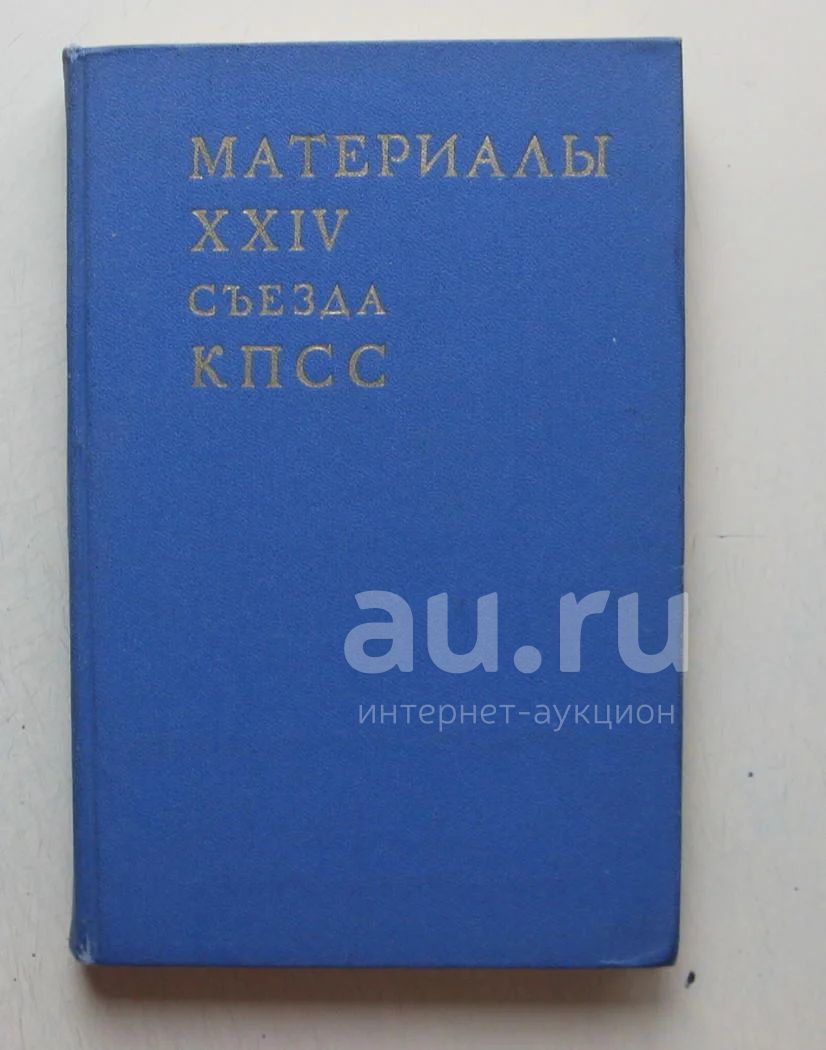 МАТЕРИАЛЫ
XXIV
СЪЕЗДА
КПСС
au.ru
интернет-аукцион